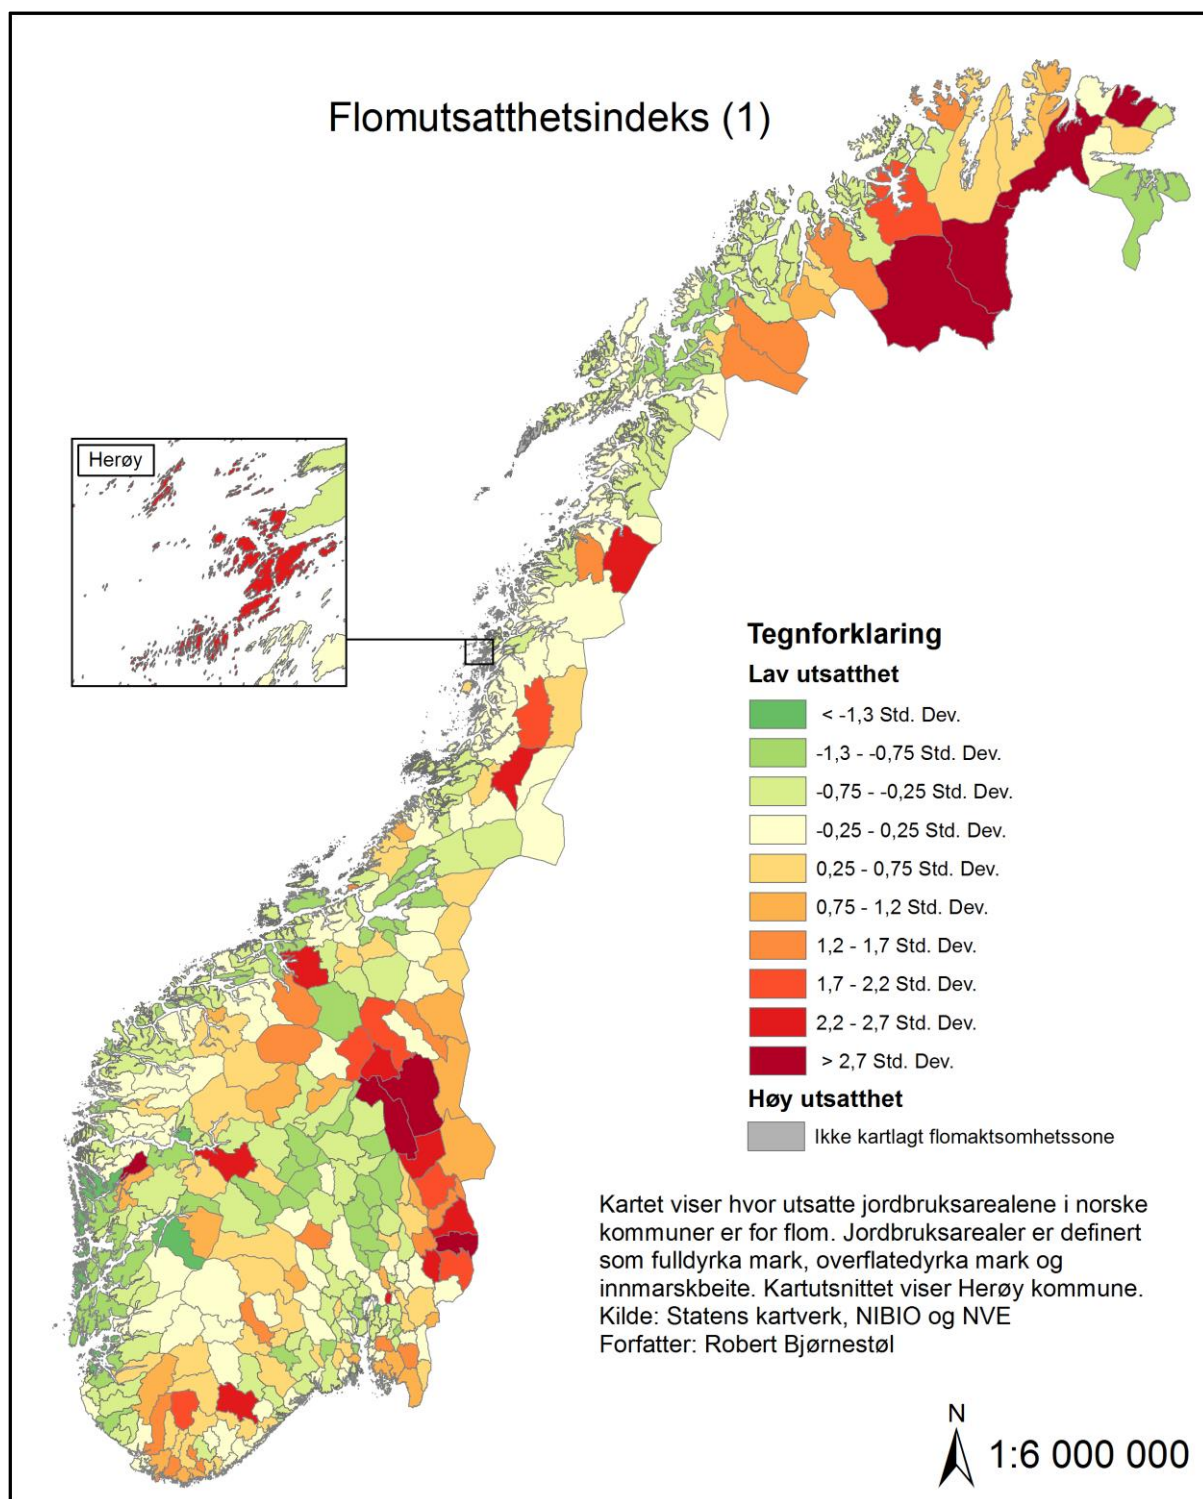 Flomutsatthetsindeks (1)
Herøy
Tegnforklaring
Lav utsatthet
< -1,3 Std. Dev.
-1,3 - -0,75 Std. Dev.
-0,75 - -0,25 Std. Dev.
-0,25 - 0,25 Std. Dev.
0,25 - 0,75 Std. Dev.
0,75 - 1,2 Std. Dev.
1,2 - 1,7 Std. Dev.
1,7 - 2,2 Std. Dev.
2,2 - 2,7 Std. Dev.
> 2,7 Std. Dev.
Høy utsatthet
Ikke kartlagt flomaktsomhetssone
Kartet viser hvor utsatte jordbruksarealene i norske
kommuner er for flom. Jordbruksarealer er definert
som fulldyrka mark, overflatedyrka mark og
innmarskbeite. Kartutsnittet viser Herøy kommune.
Kilde: Statens kartverk, NIBIO og NVE
Forfatter: Robert Bjørnestøl
N
1:6 000 000